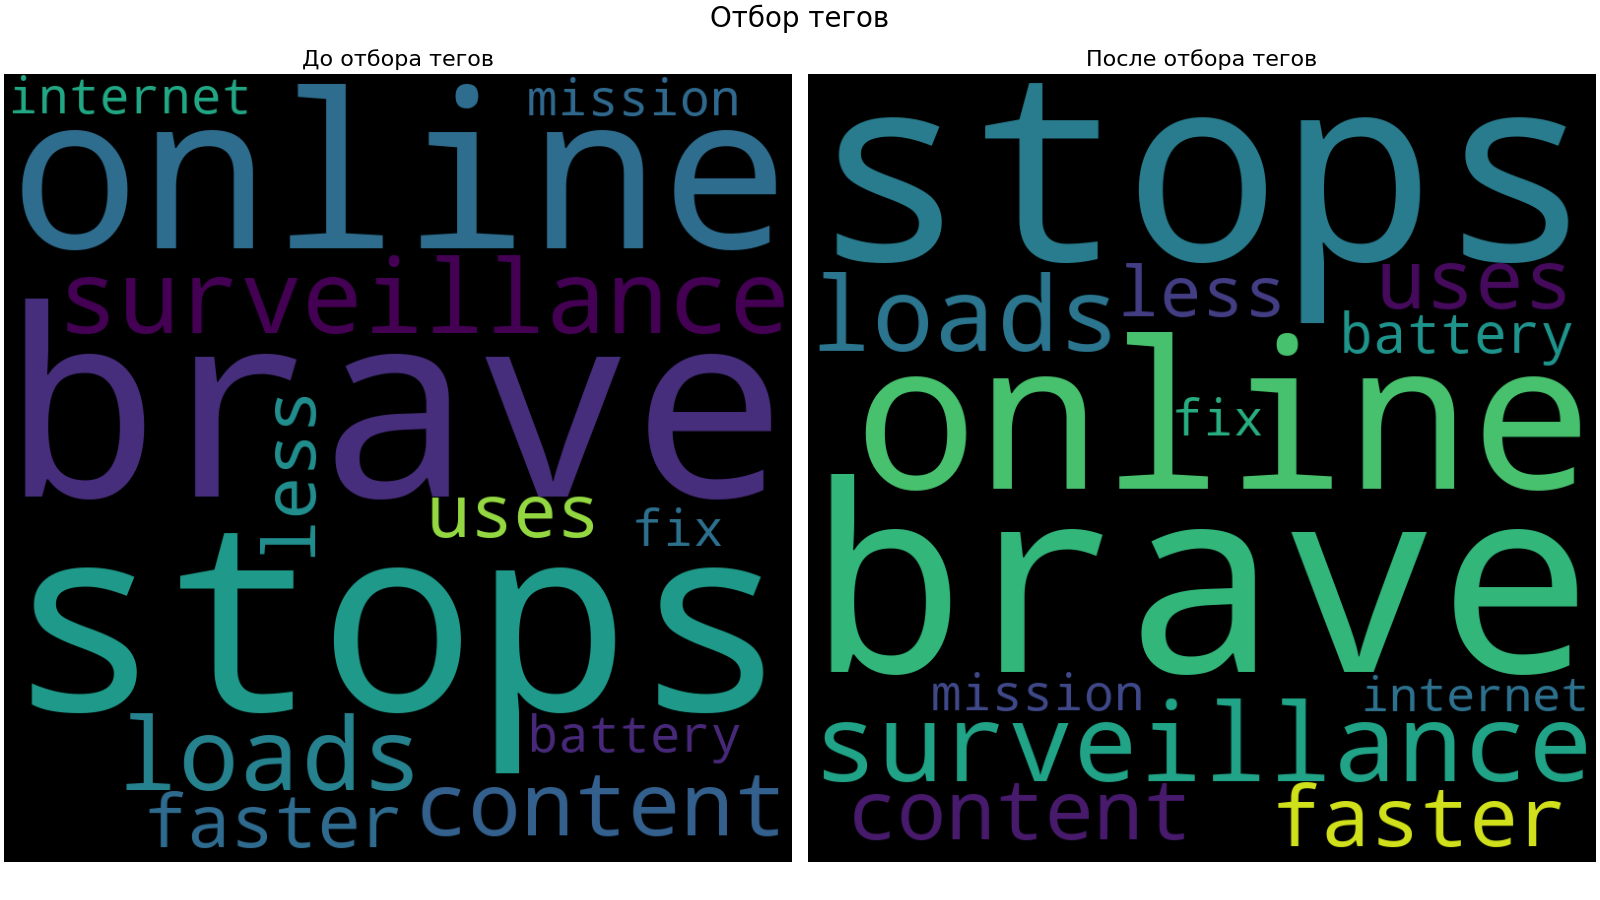 Отбор тегов
До отбора тегов
internet
mission
online
surveillance
brave
less
uses
fix
stops
loads
battery
faster
content
После отбора тегов
stops
loads
less
uses
battery
online
fix
brave
mission
internet
surveillance
content
faster